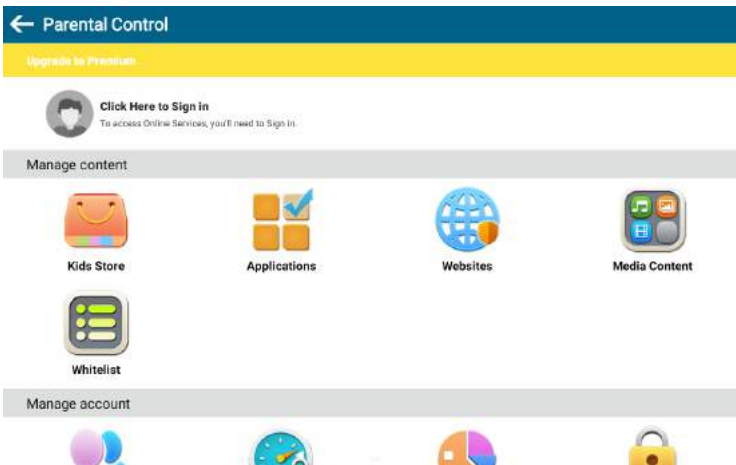 Parental Control
Upgrade to Premium
Click Here to Sign in
To access Online Services, you'll need to Sign in.
Manage content
Kids Store
Applications
Websites
Media Content
Whitelist
Manage account